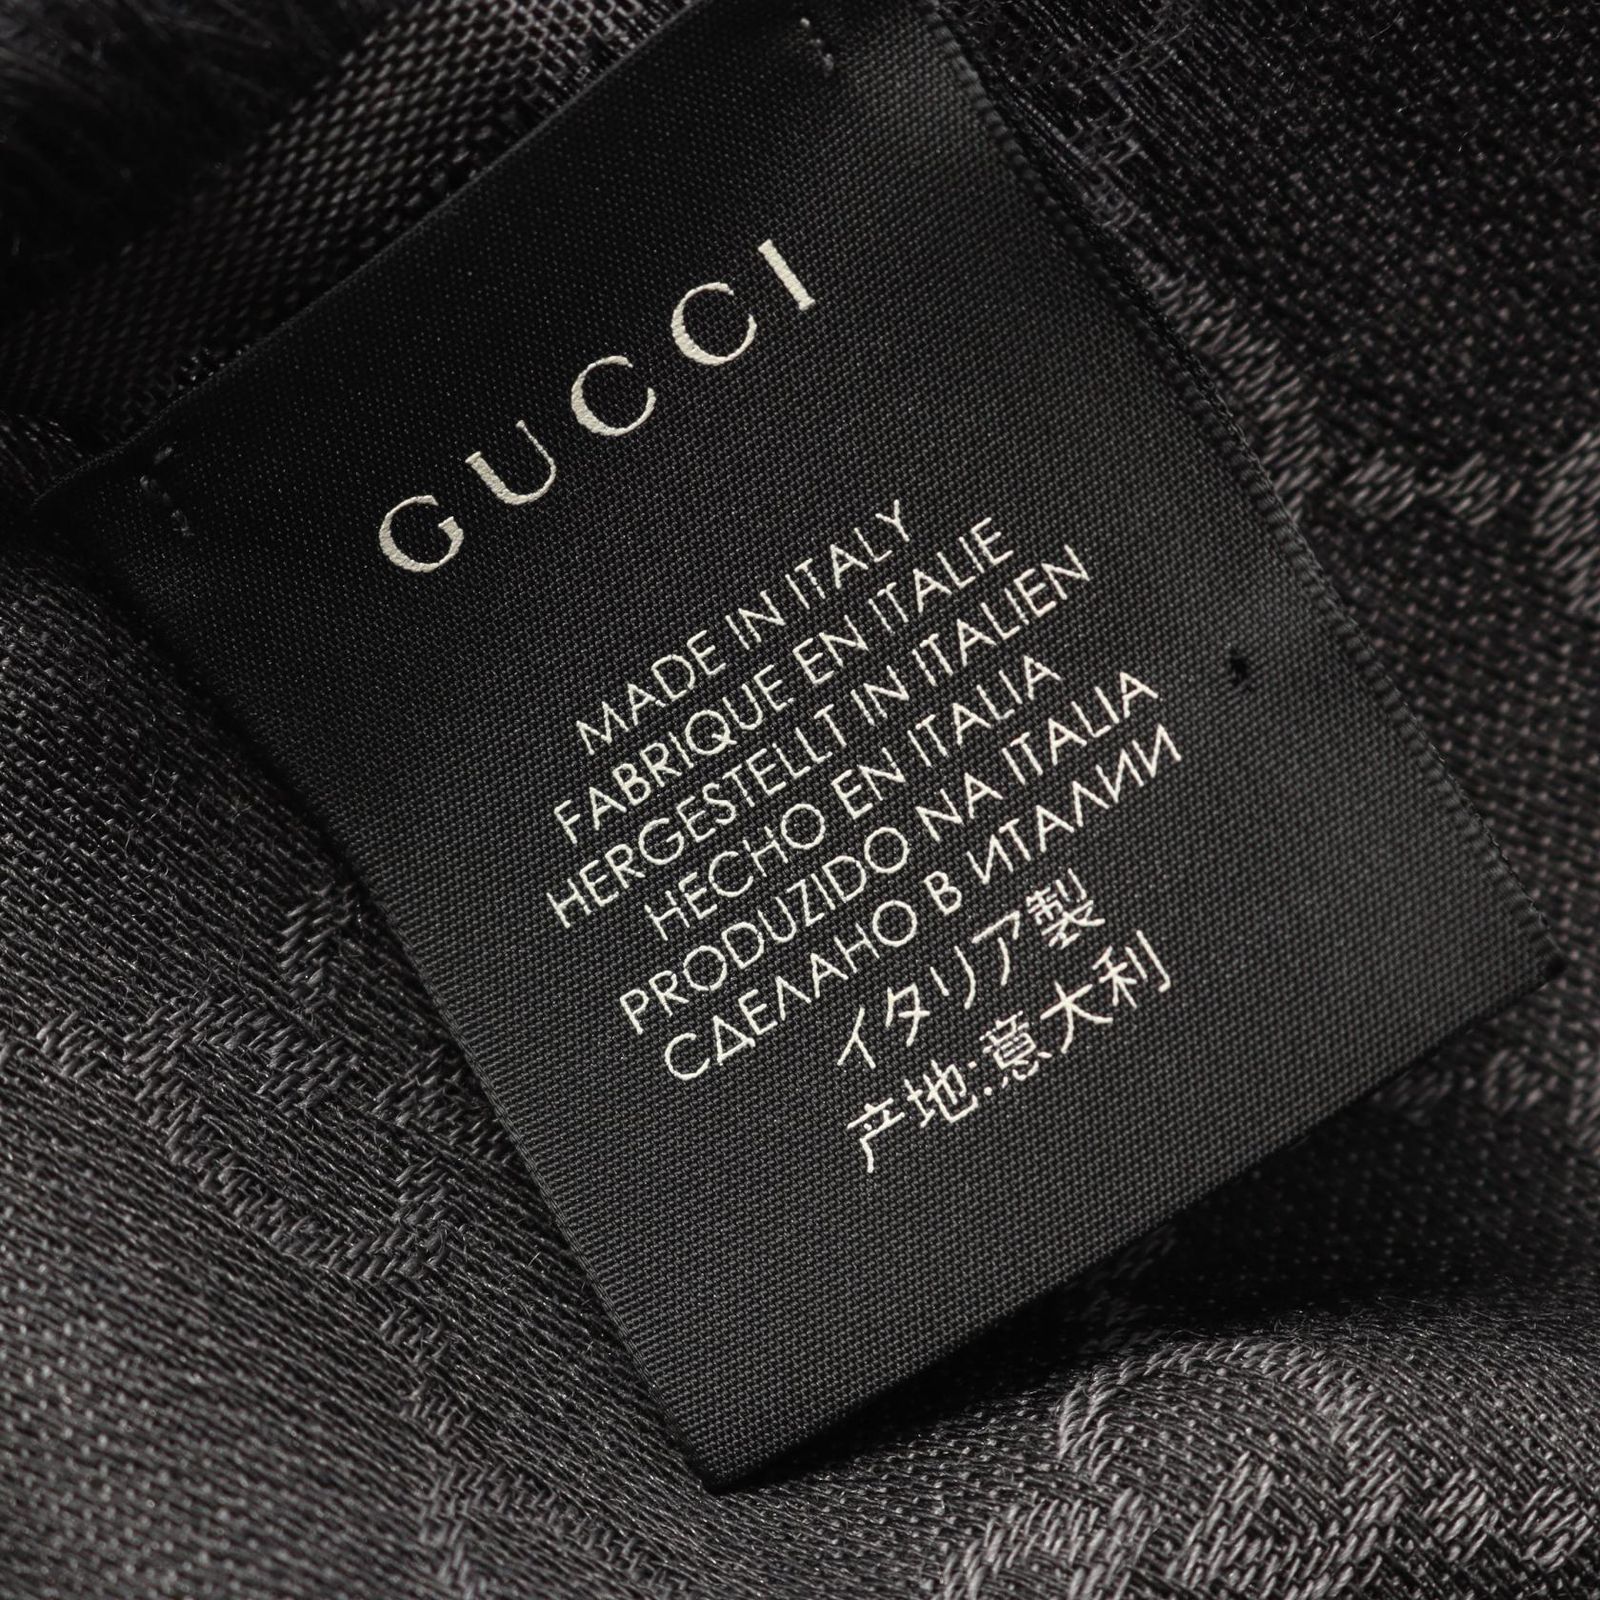 GUCCI
MADE IN ITALY
FABRIQUE EN ITALIE
HERGESTELLT IN ITALIEN
HECHO EN ITALIA
PRODUZIDO NA ITALIA
СДЕЛАНО В ИТАЛИИ
イタリア製
产地:意大利